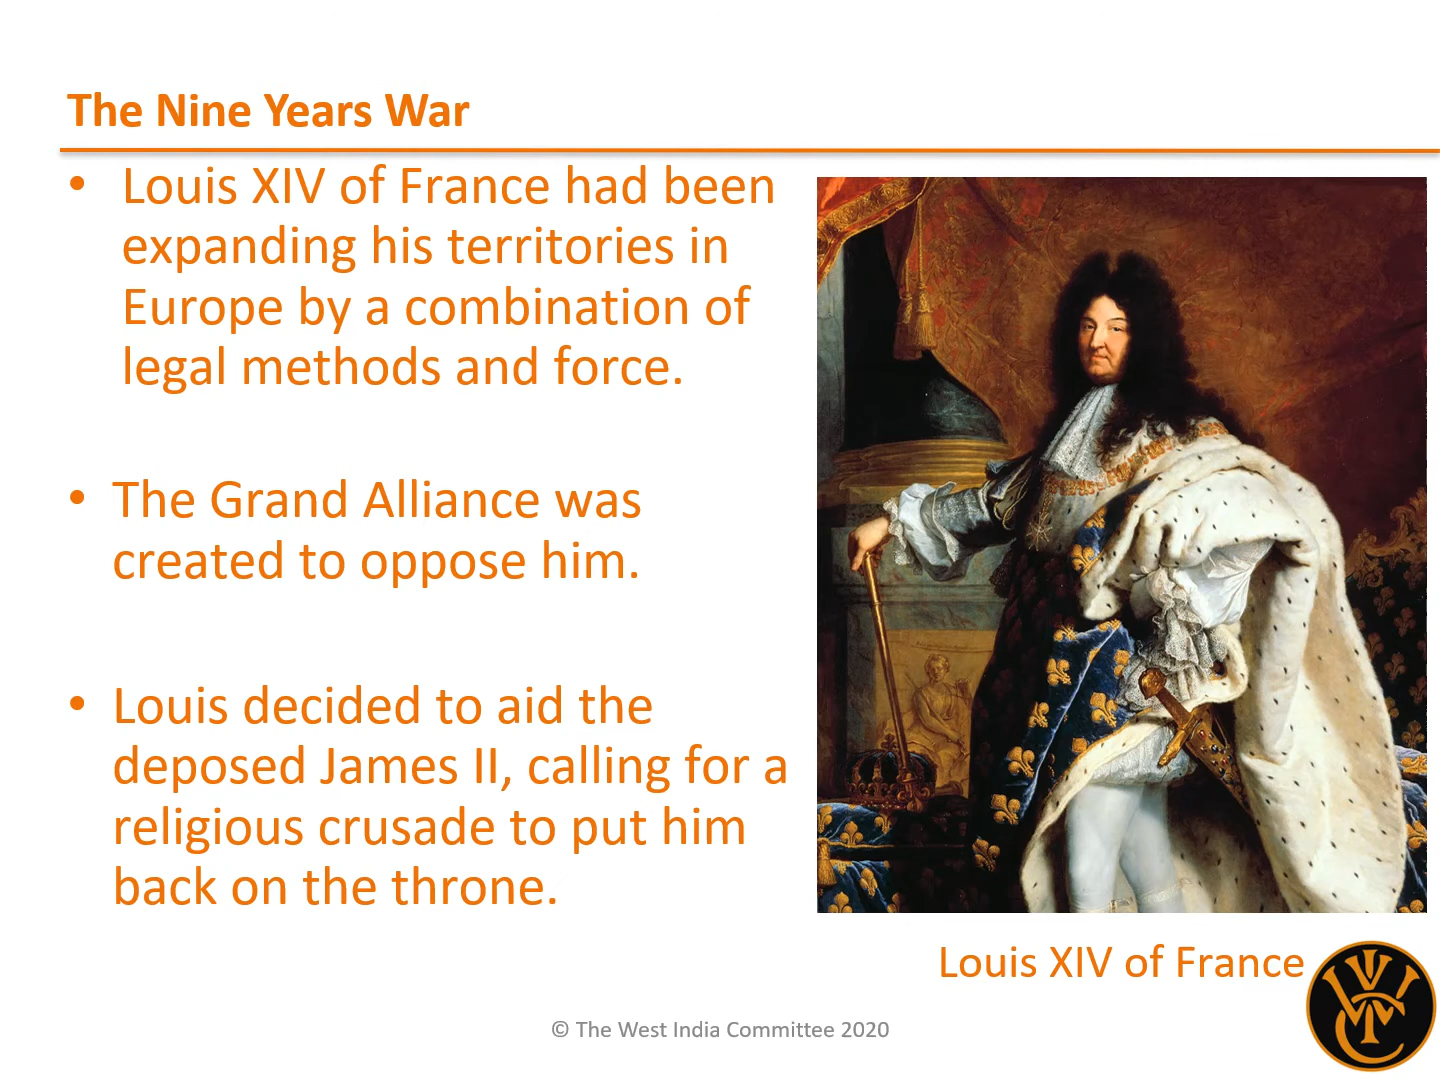 The Nine Years War
• Louis XIV of France had been
expanding his territories in
Europe by a combination of
legal methods and force.
• The Grand Alliance was
created to oppose him.
• Louis decided to aid the
deposed James II, calling for a
religious crusade to put him
back on the throne.
Louis XIV of France
© The West India Committee 2020
WIC